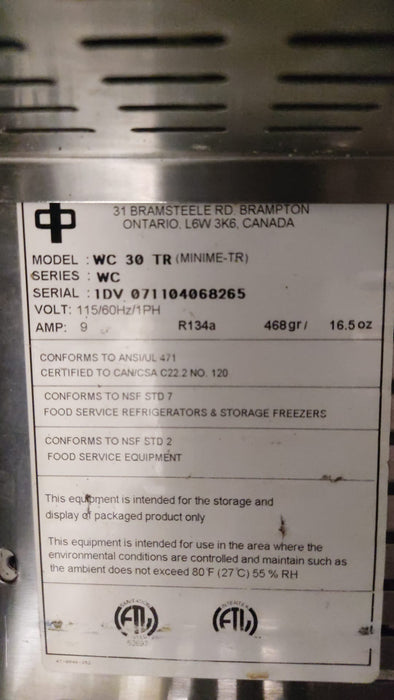 31 BRAMSTEELE RD. BRAMPTON
ONTARIO, L6W 3K6, CANADA
MODEL : WC 30 TR (MINIME-TR)
SERIES : WC
SERIAL : 1DV 071104068265
VOLT: 115/60Hz/1PH
AMP: 9 R134a 468gr/ 16.5oz
CONFORMS TO ANSI/UL 471
CERTIFIED TO CAN/CSA C22.2 NO. 120
CONFORMS TO NSF STD 7
FOOD SERVICE REFRIGERATORS & STORAGE FREEZERS
CONFORMS TO NSF STD 2
FOOD SERVICE EQUIPMENT
This equipment is intended for the storage and
display of packaged product only
This equipment is intended for use in the area where the
environmental conditions are controlled and maintain such as
the ambient does not exceed 80°F (27°C) 55 % RH
ETL ETL